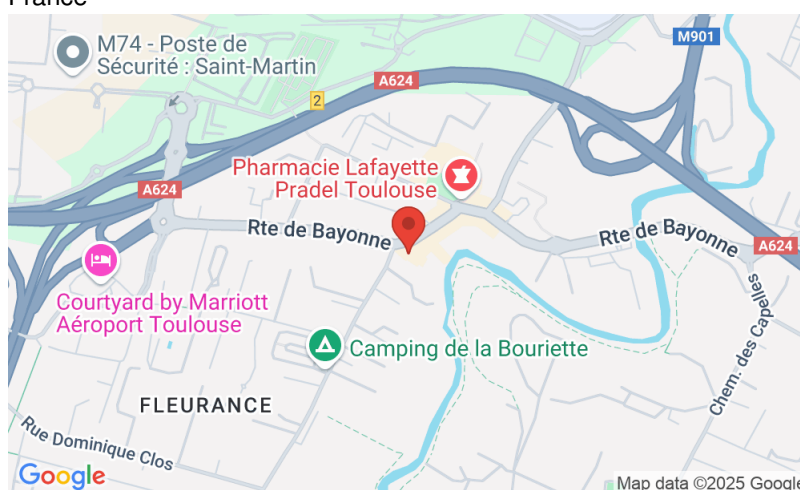 France
M901
M74 - Poste de
Sécurité : Saint-Martin
A624
2
Pharmacie Lafayette
Pradel Toulouse
A624
Rte de Bayonne
Rte de Bayonne
A624
Courtyard by Marriott
Aéroport Toulouse
Camping de la Bouriette
Chem. des Capelles
FLEURANCE
Rue Dominique Clos
Google
Map data ©2025 Google